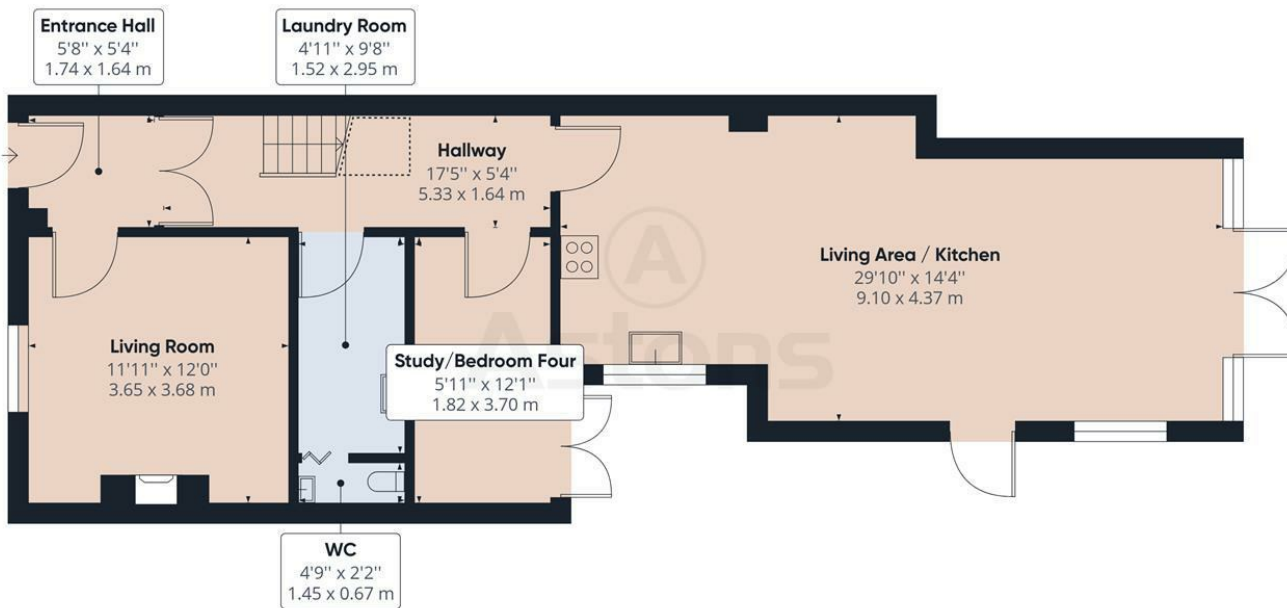 Entrance Hall
5'8'' x 5'4''
1.74 x 1.64 m
Laundry Room
4'11'' x 9'8''
1.52 x 2.95 m
Hallway
17'5'' x 5'4''
5.33 x 1.64 m
Living Area / Kitchen
29'10'' x 14'4''
9.10 x 4.37 m
A
Astons
Living Room
11'11'' x 12'0''
3.65 x 3.68 m
Study/Bedroom Four
5'11'' x 12'1''
1.82 x 3.70 m
WC
4'9'' x 2'2''
1.45 x 0.67 m